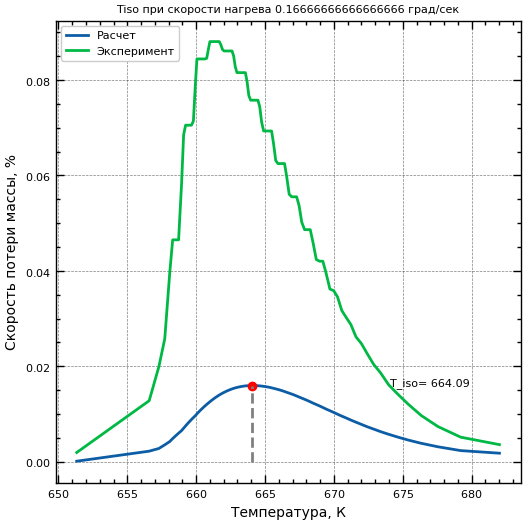 Tiso при скорости нагрева 0.16666666666666666 град/сек
Расчет
Эксперимент
0.08
0.06
0.04
0.02
0.00
Скорость потери массы, %
T_iso= 664.09
650 655 660 665 670 675 680
Температура, К